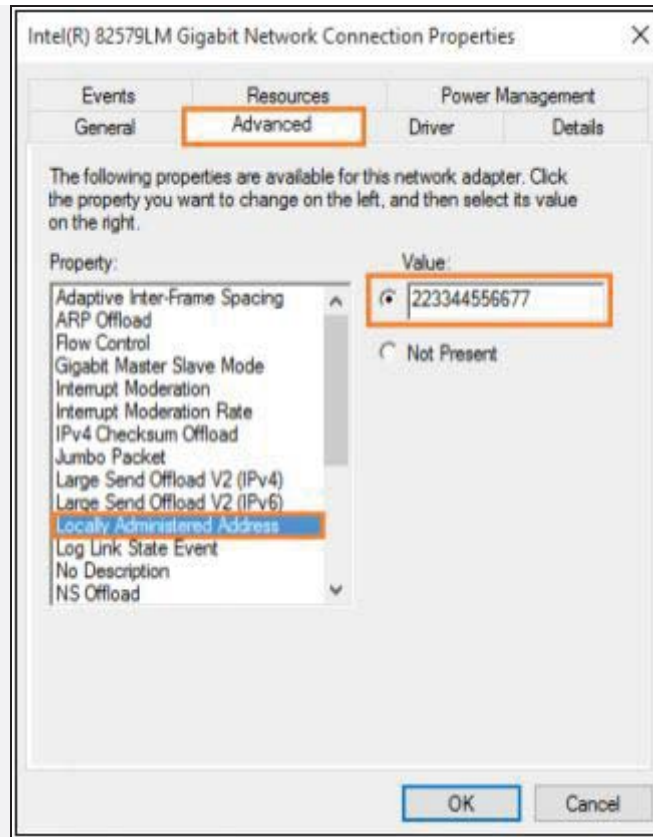 Intel(R) 82579LM Gigabit Network Connection Properties
Events Resources Power Management
General Advanced Driver Details
The following properties are available for this network adapter. Click
the property you want to change on the left, and then select its value
on the right.
Property: Value:
Adaptive Inter-Frame Spacing
ARP Offload
Flow Control
Gigabit Master Slave Mode
Interrupt Moderation
Interrupt Moderation Rate
IPv4 Checksum Offload
Jumbo Packet
Large Send Offload V2 (IPv4)
Large Send Offload V2 (IPv6)
Locally Administered Address
Log Link State Event
No Description
NS Offload
223344556677
Not Present
OK Cancel